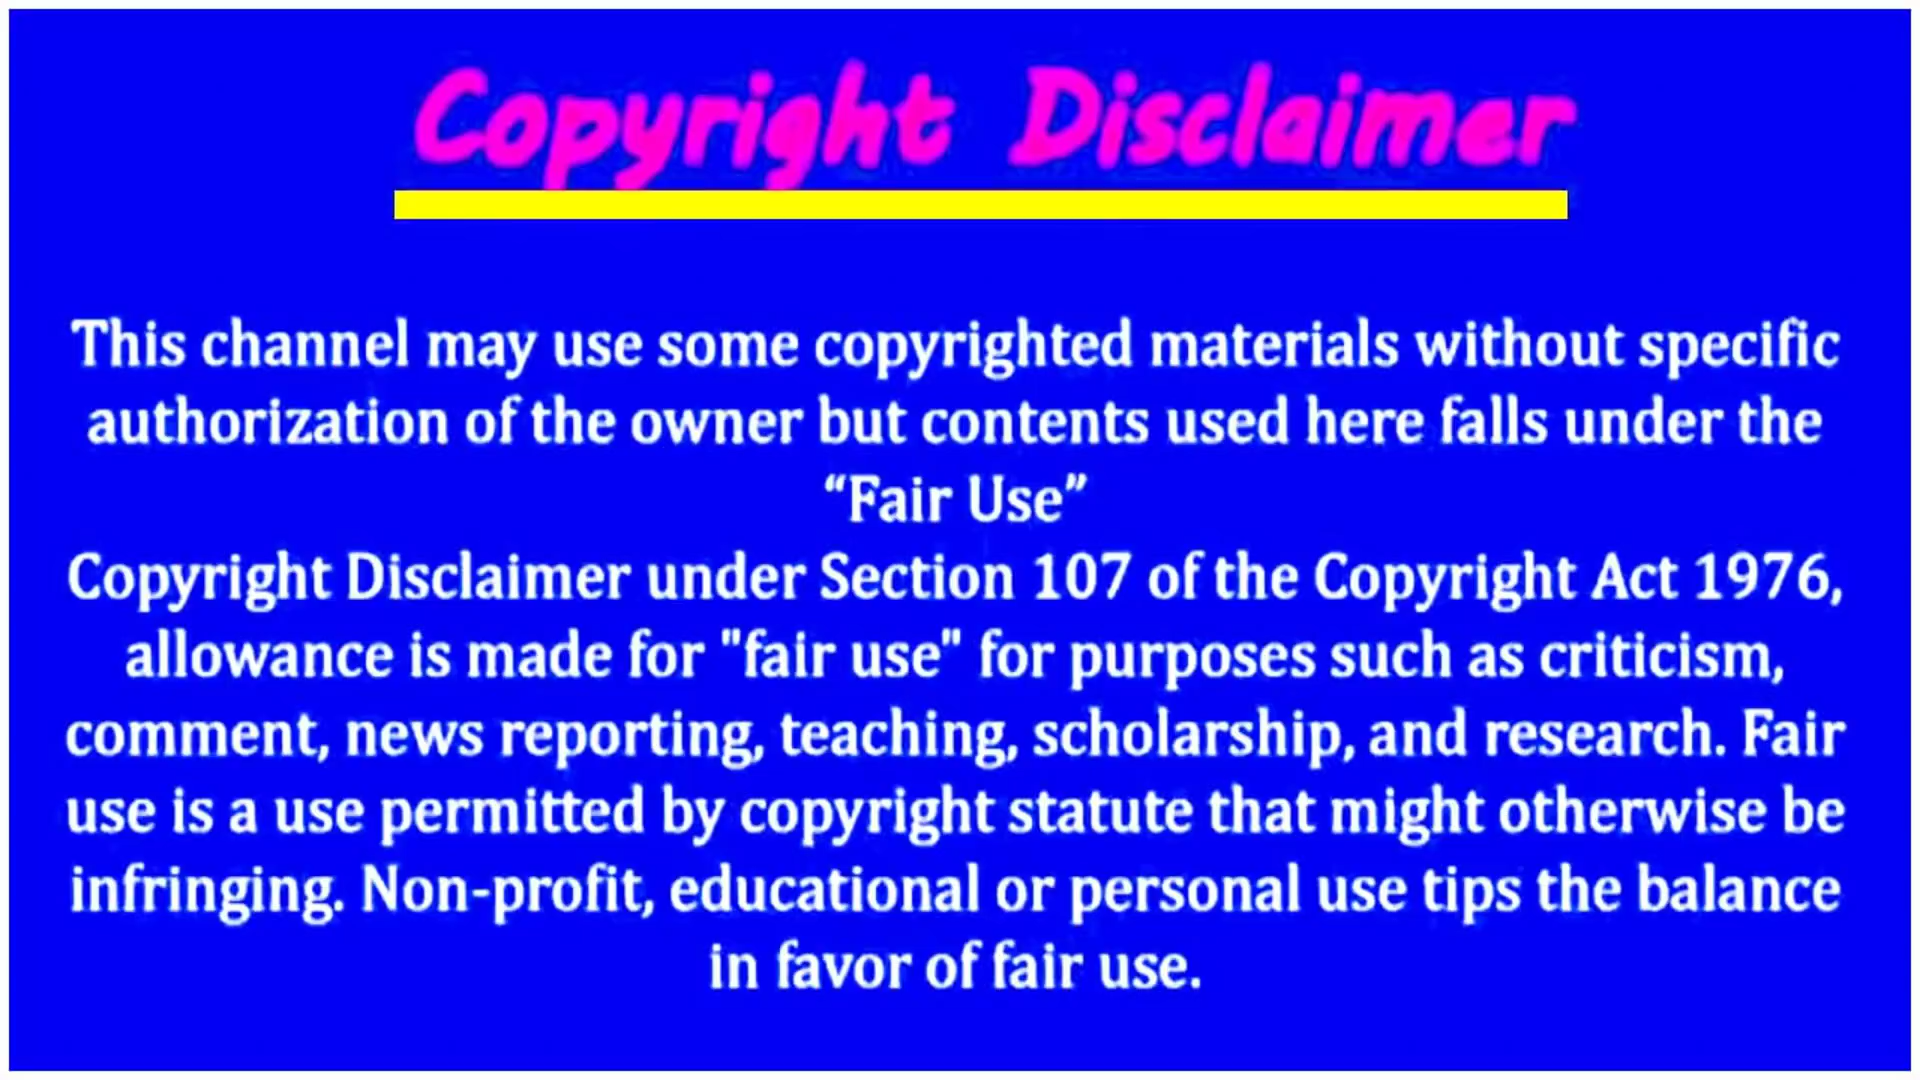 Copyright Disclaimer
This channel may use some copyrighted materials without specific
authorization of the owner but contents used here falls under the
“Fair Use”
Copyright Disclaimer under Section 107 of the Copyright Act 1976,
allowance is made for "fair use" for purposes such as criticism,
comment, news reporting, teaching, scholarship, and research. Fair
use is a use permitted by copyright statute that might otherwise be
infringing. Non-profit, educational or personal use tips the balance
in favor of fair use.